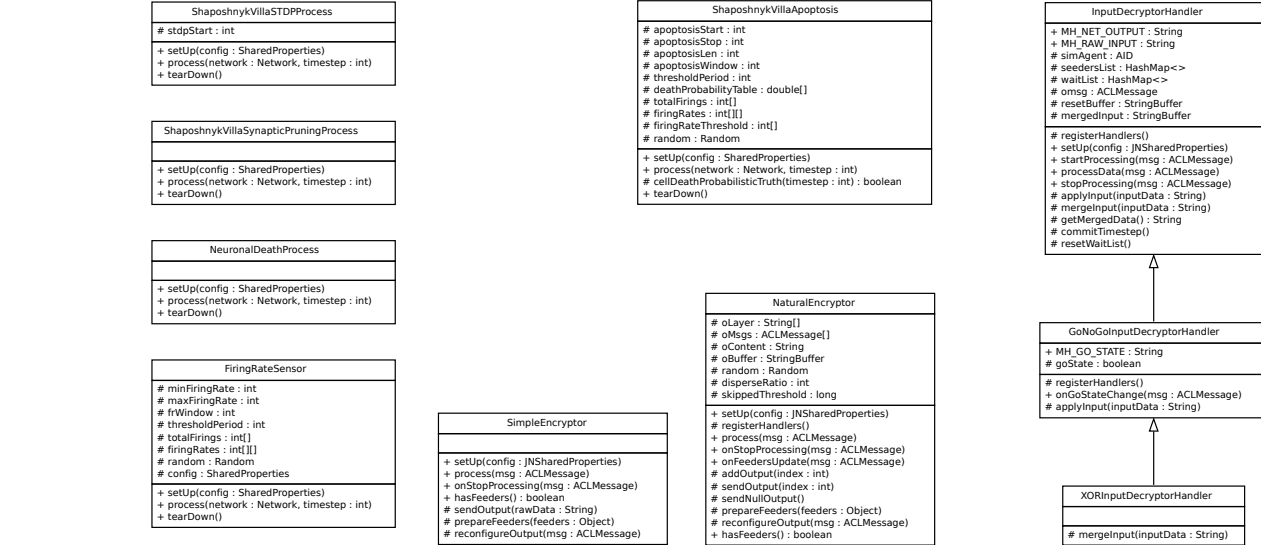 ShaposhnykVillaSTDPProcess
# stdpStart : int
+ setUp(config : SharedProperties)
+ process(network : Network, timestep : int)
+ tearDown()
ShaposhnykVillaSynapticPruningProcess
+ setUp(config : SharedProperties)
+ process(network : Network, timestep : int)
+ tearDown()
NeuronalDeathProcess
+ setUp(config : SharedProperties)
+ process(network : Network, timestep : int)
+ tearDown()
FiringRateSensor
# minFiringRate : int
# maxFiringRate : int
# frWindow : int
# thresholdPeriod : int
# totalFirings : int[]
# firingRates : int[][]
# random : Random
# config : SharedProperties
+ setUp(config : SharedProperties)
+ process(network : Network, timestep : int)
+ tearDown()
SimpleEncryptor
+ setUp(config : JNSharedProperties)
+ process(msg : ACLMessage)
+ onStopProcessing(msg : ACLMessage)
+ hasFeeders() : boolean
# sendOutput(rawData : String)
# prepareFeeders(feeders : Object)
# reconfigureOutput(msg : ACLMessage)
ShaposhnykVillaApoptosis
# apoptosisStart : int
# apoptosisStop : int
# apoptosisLen : int
# apoptosisWindow : int
# thresholdPeriod : int
# deathProbabilityTable : double[]
# totalFirings : int[]
# firingRates : int[][]
# firingRateThreshold : int[]
# random : Random
+ setUp(config : SharedProperties)
+ process(network : Network, timestep : int)
# cellDeathProbabilisticTruth(timestep : int) : boolean
+ tearDown()
NaturalEncryptor
# oLayer : String[]
# oMsgs : ACLMessage[]
# oContent : String
# oBuffer : StringBuffer
# random : Random
# disperseRatio : int
# skippedThreshold : long
+ setUp(config : JNSharedProperties)
# registerHandlers()
+ process(msg : ACLMessage)
+ onStopProcessing(msg : ACLMessage)
+ onFeedersUpdate(msg : ACLMessage)
# addOutput(index : int)
# sendOutput(index : int)
# sendNullOutput()
# prepareFeeders(feeders : Object)
# reconfigureOutput(msg : ACLMessage)
+ hasFeeders() : boolean
InputDecryptorHandler
+ MH_NET_OUTPUT : String
+ MH_RAW_INPUT : String
# simAgent : AID
# seedersList : HashMap<>
# waitList : HashMap<>
# omsg : ACLMessage
# resetBuffer : StringBuffer
# mergedInput : StringBuffer
# registerHandlers()
+ setUp(config : JNSharedProperties)
+ startProcessing(msg : ACLMessage)
+ processData(msg : ACLMessage)
+ stopProcessing(msg : ACLMessage)
# applyInput(inputData : String)
# mergeInput(inputData : String)
# getMergedData() : String
# commitTimestep()
# resetWaitList()
GoNoGoInputDecryptorHandler
+ MH_GO_STATE : String
# goState : boolean
# registerHandlers()
+ onGoStateChange(msg : ACLMessage)
# applyInput(inputData : String)
XORInputDecryptorHandler
# mergeInput(inputData : String)